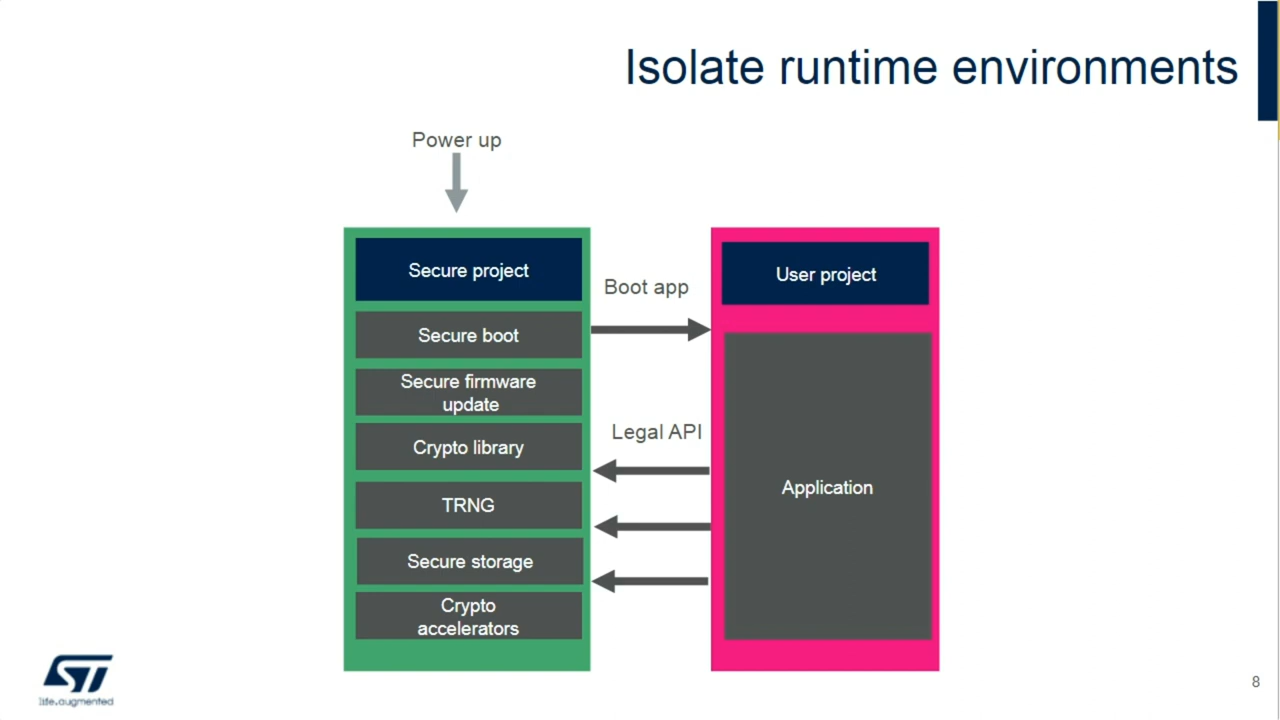 Isolate runtime environments
Power up
Secure project
Secure boot
Secure firmware
update
Crypto library
TRNG
Secure storage
Crypto
accelerators
Boot app
Legal API
User project
Application
ST
life.augmented
8